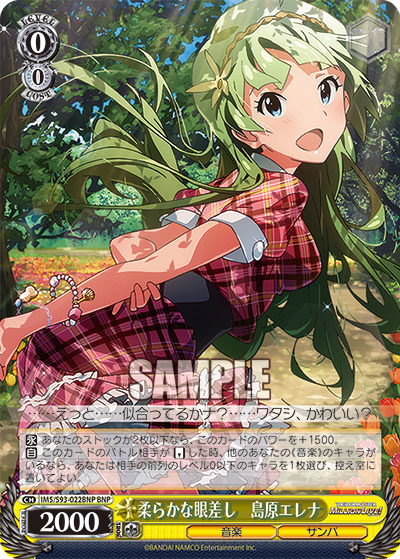 LEVEL
0
0
COST
SAMPLE
……えっと……似合ってるかナ?……ワタシ、かわいい?
永 あなたのストックが2枚以下なら、このカードのパワーを+1500。
自 このカードのバトル相手が【リバース】した時、他のあなたの《音楽》のキャラがいるなら、あなたは相手の前列のレベル0以下のキャラを1枚選び、控え室に置いてよい。
CH IMS/S93-022BNP BNP
柔らかな眼差し 島原エレナ
THE IDOLM@STER
MILLION LIVE!
POWER
2000
SOUL
音楽
サンバ
©BANDAI NAMCO Entertainment Inc.